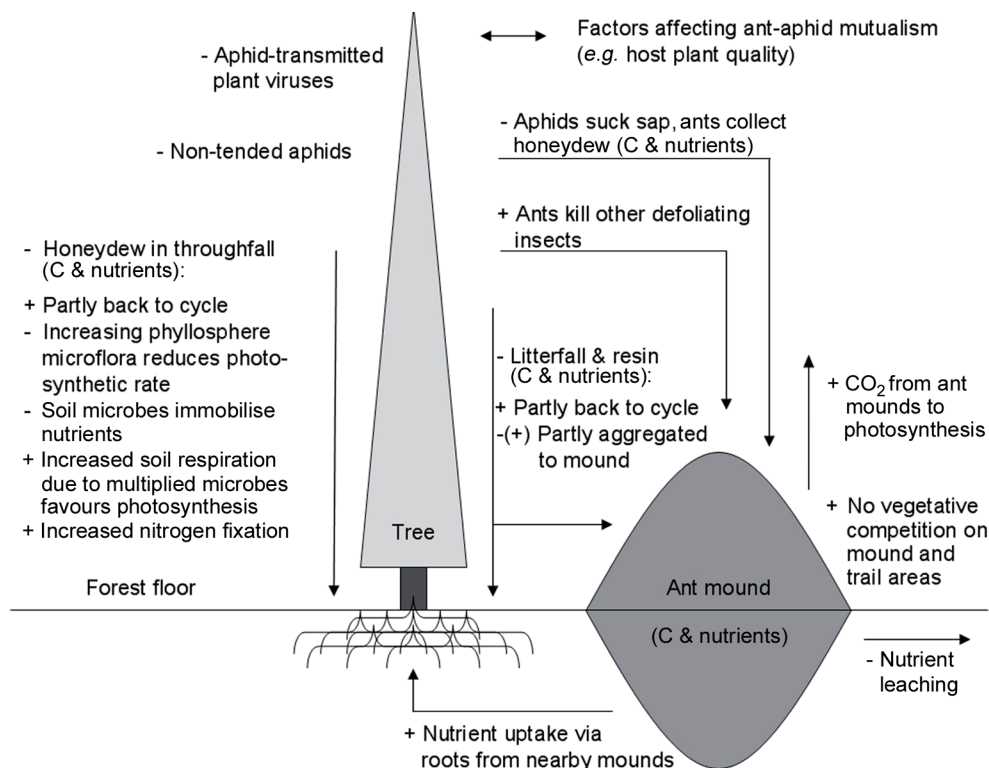 - Aphid-transmitted
plant viruses
Factors affecting ant-aphid mutualism
(e.g. host plant quality)
- Non-tended aphids
- Aphids suck sap, ants collect
honeydew (C & nutrients)
+ Ants kill other defoliating
insects
- Honeydew in throughfall
(C & nutrients):
+ Partly back to cycle
- Increasing phyllosphere
microflora reduces photo-
synthetic rate
- Soil microbes immobilise
nutrients
+ Increased soil respiration
due to multiplied microbes
favours photosynthesis
+ Increased nitrogen fixation
- Litterfall & resin
(C & nutrients):
+ Partly back to cycle
-(+) Partly aggregated
to mound
+ CO2 from ant
mounds to
photosynthesis
+ No vegetative
competition on
mound and
trail areas
Tree
Forest floor
Ant mound
(C & nutrients)
- Nutrient
leaching
+ Nutrient uptake via
roots from nearby mounds